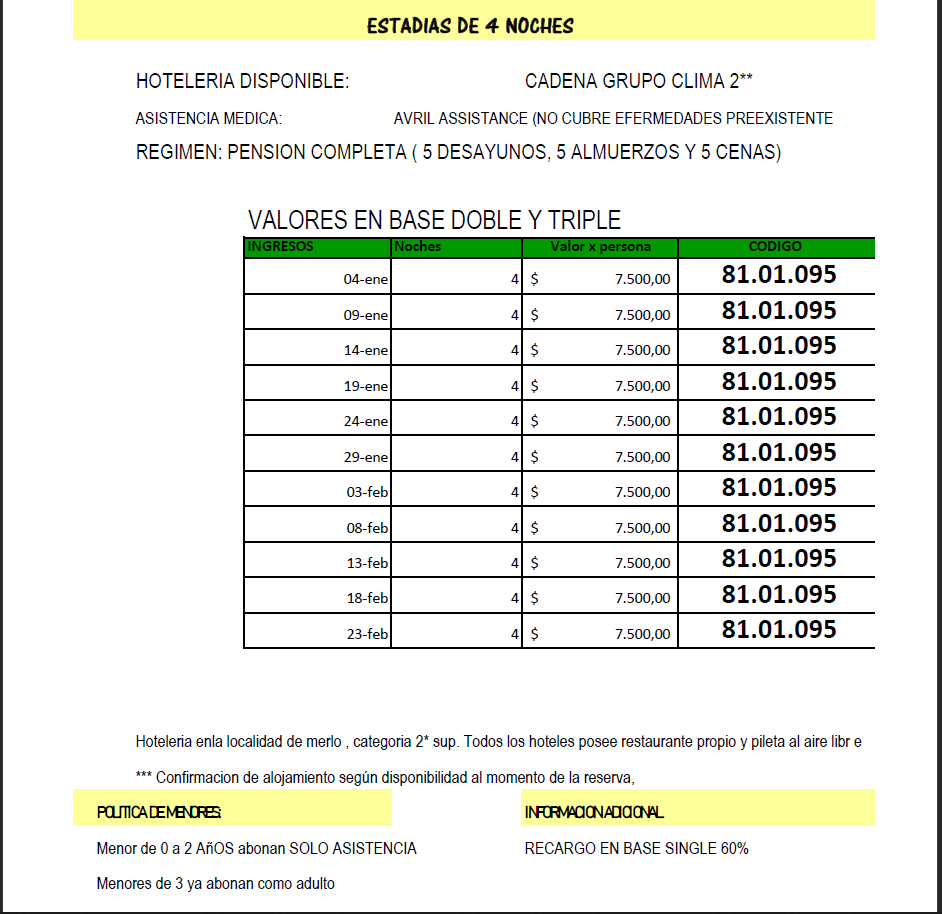 ESTADIAS DE 4 NOCHES
HOTELERIA DISPONIBLE: CADENA GRUPO CLIMA 2**
ASISTENCIA MEDICA: AVRIL ASSISTANCE (NO CUBRE EFERMEDADES PREEXISTENTE
REGIMEN: PENSION COMPLETA ( 5 DESAYUNOS, 5 ALMUERZOS Y 5 CENAS)
VALORES EN BASE DOBLE Y TRIPLE
INGRESOS Noches Valor x persona CODIGO
04-ene 4 $ 7.500,00 81.01.095
09-ene 4 $ 7.500,00 81.01.095
14-ene 4 $ 7.500,00 81.01.095
19-ene 4 $ 7.500,00 81.01.095
24-ene 4 $ 7.500,00 81.01.095
29-ene 4 $ 7.500,00 81.01.095
03-feb 4 $ 7.500,00 81.01.095
08-feb 4 $ 7.500,00 81.01.095
13-feb 4 $ 7.500,00 81.01.095
18-feb 4 $ 7.500,00 81.01.095
23-feb 4 $ 7.500,00 81.01.095
Hoteleria enla localidad de merlo , categoria 2* sup. Todos los hoteles posee restaurante propio y pileta al aire libr e
*** Confirmacion de alojamiento según disponibilidad al momento de la reserva,
POLITICA DE MENORES: INFORMACION ADICIONAL
Menor de 0 a 2 AñOS abonan SOLO ASISTENCIA RECARGO EN BASE SINGLE 60%
Menores de 3 ya abonan como adulto